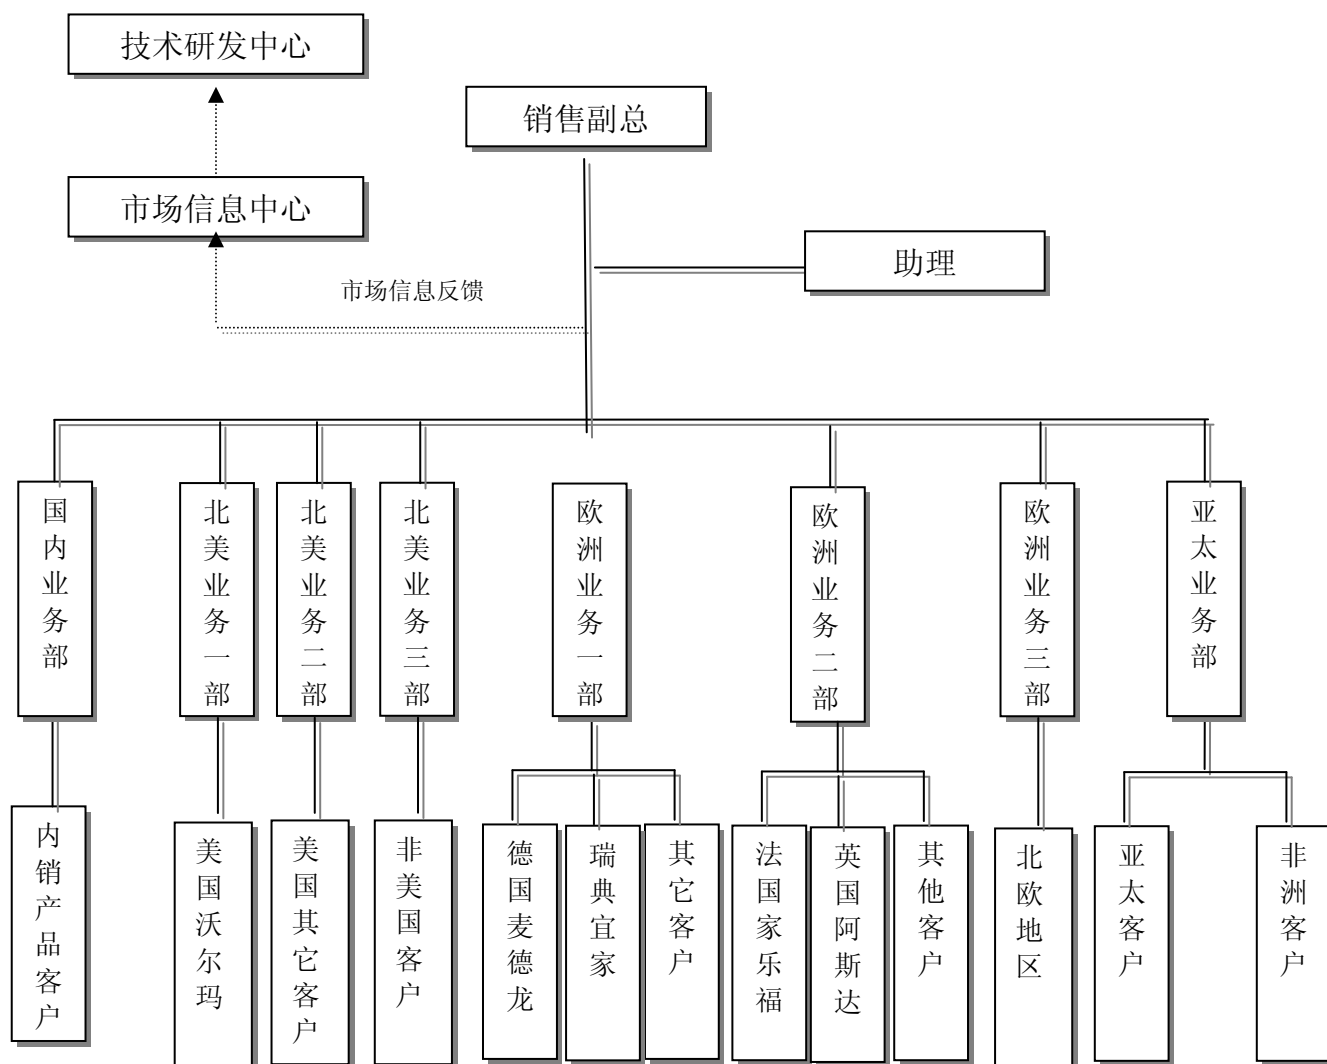 技术研发中心
销售副总
市场信息中心
助理
市场信息反馈
国内业务部
北美业务一部
北美业务二部
北美业务三部
欧洲业务一部
欧洲业务二部
欧洲业务三部
亚太业务部
内销产品客户
美国沃尔玛
美国其它客户
非美国客户
德国麦德龙
瑞典宜家
其它客户
法国家乐福
英国阿斯达
其他客户
北欧地区
亚太客户
非洲客户